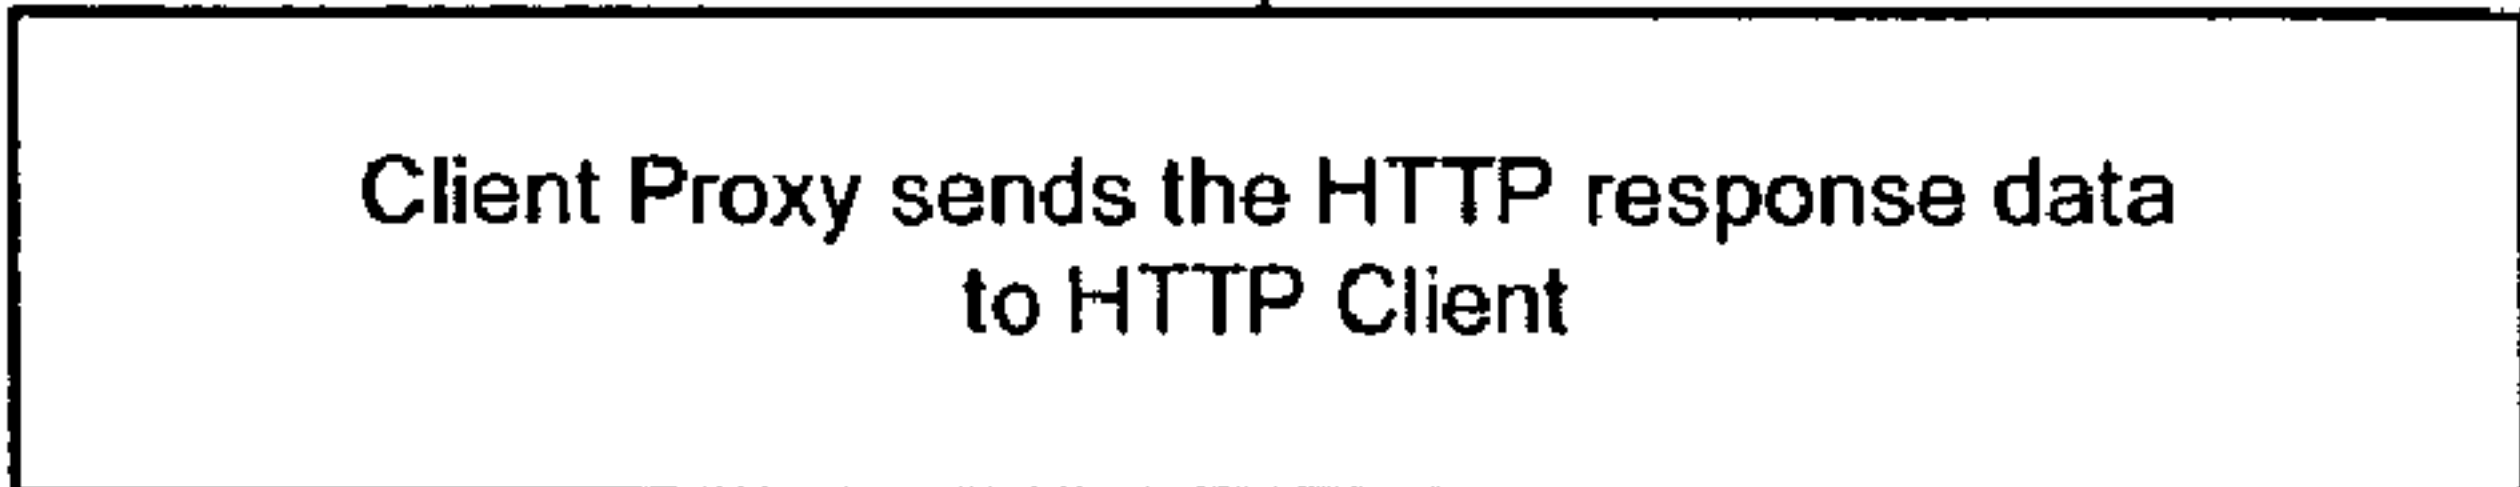 Client Proxy sends the HTTP response data
to HTTP Client